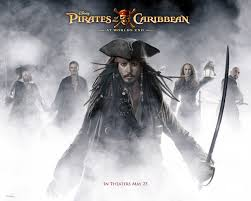 Disney
PIRATES of the CARIBBEAN
AT WORLD'S END
IN THEATERS MAY 25